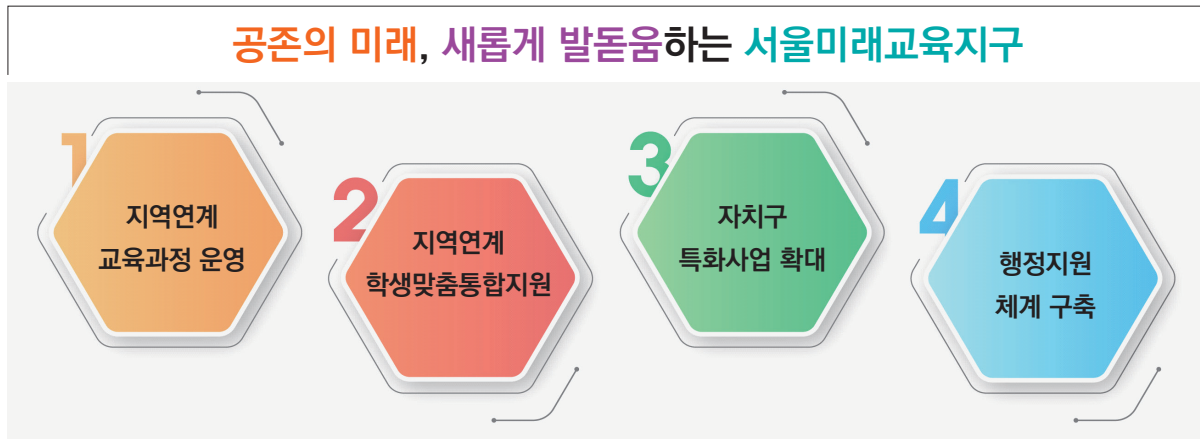 공존의 미래, 새롭게 발돋움하는 서울미래교육지구
1
지역연계
교육과정 운영
2
지역연계
학생맞춤통합지원
3
자치구
특화사업 확대
4
행정지원
체계 구축